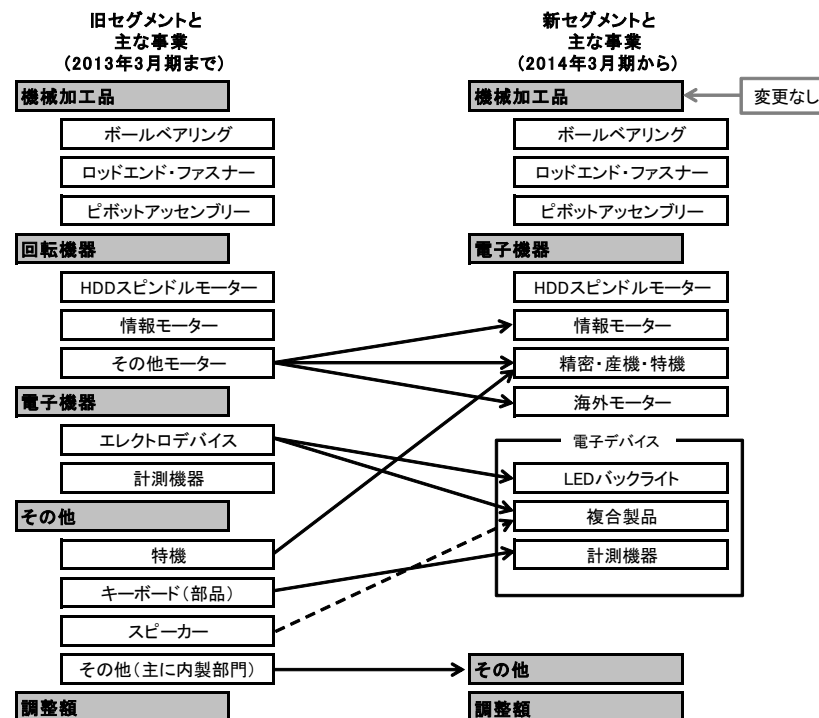 旧セグメントと
主な事業
(2013年3月期まで)
機械加工品
ボールベアリング
ロッドエンド・ファスナー
ピボットアッセンブリー
回転機器
HDDスピンドルモーター
情報モーター
その他モーター
電子機器
エレクトロデバイス
計測機器
その他
特機
キーボード(部品)
スピーカー
その他(主に内製部門)
調整額
新セグメントと
主な事業
(2014年3月期から)
機械加工品
変更なし
ボールベアリング
ロッドエンド・ファスナー
ピボットアッセンブリー
電子機器
HDDスピンドルモーター
情報モーター
精密・産機・特機
海外モーター
電子デバイス
LEDバックライト
複合製品
計測機器
その他
調整額